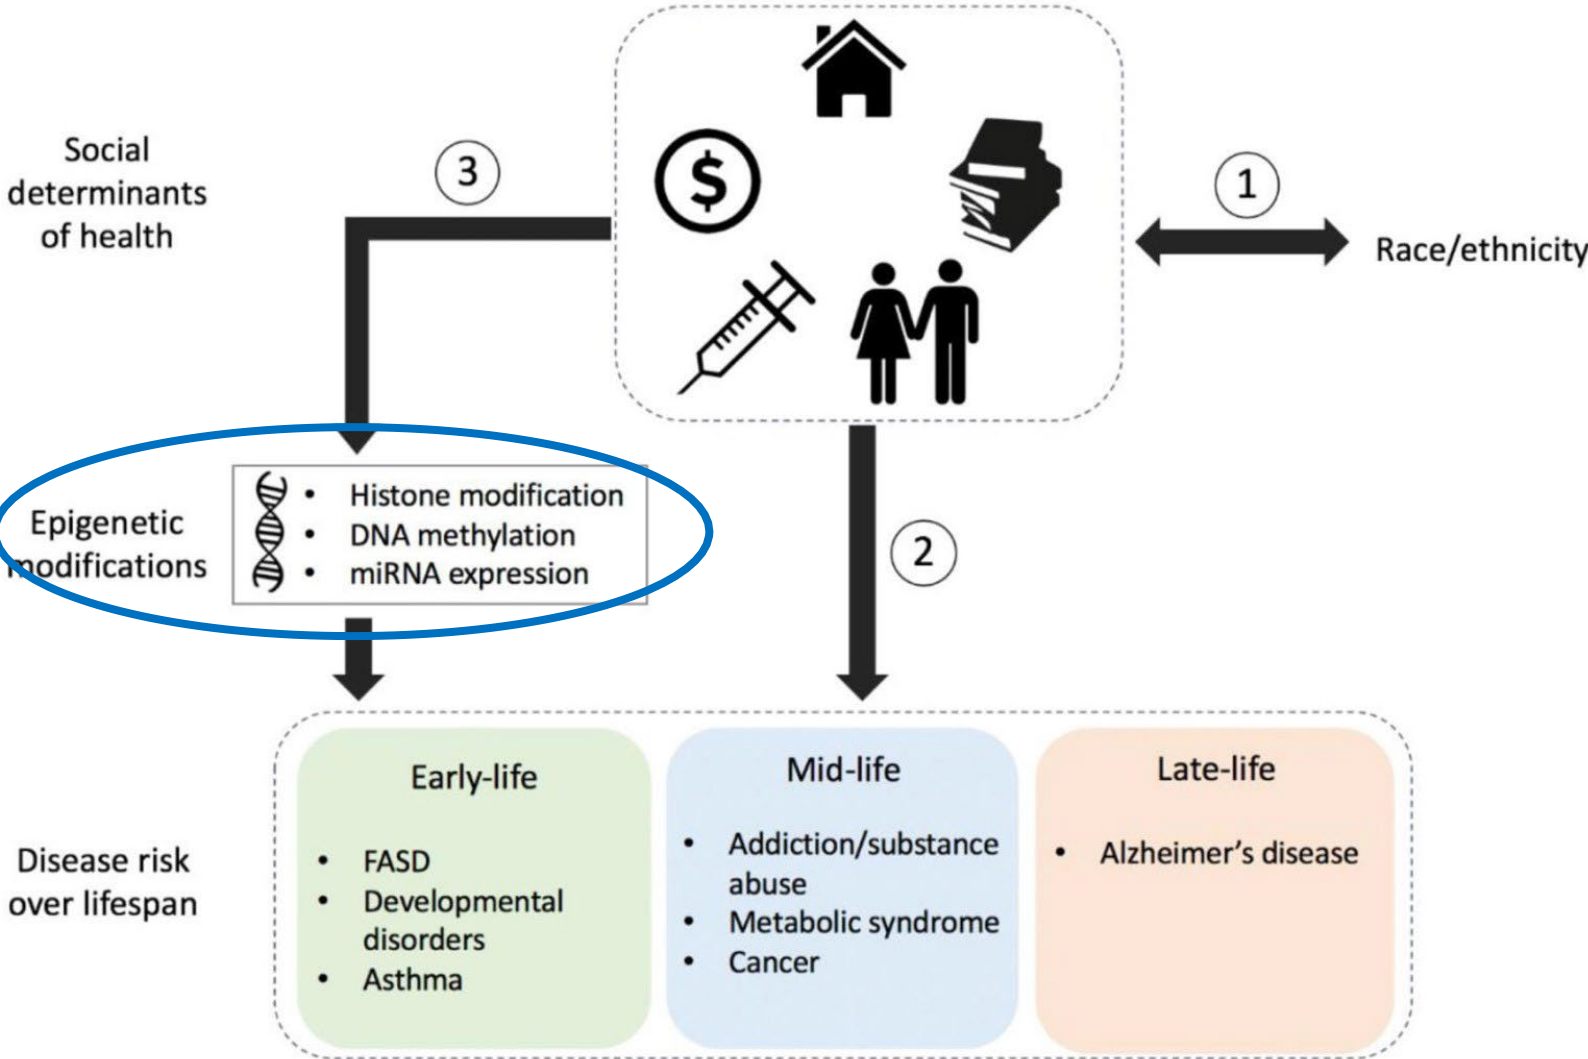 Social
determinants
of health
3
$
1
Race/ethnicity
Epigenetic
modifications
• Histone modification
• DNA methylation
• miRNA expression
2
Disease risk
over lifespan
Early-life
• FASD
• Developmental
disorders
• Asthma
Mid-life
• Addiction/substance
abuse
• Metabolic syndrome
• Cancer
Late-life
• Alzheimer’s disease